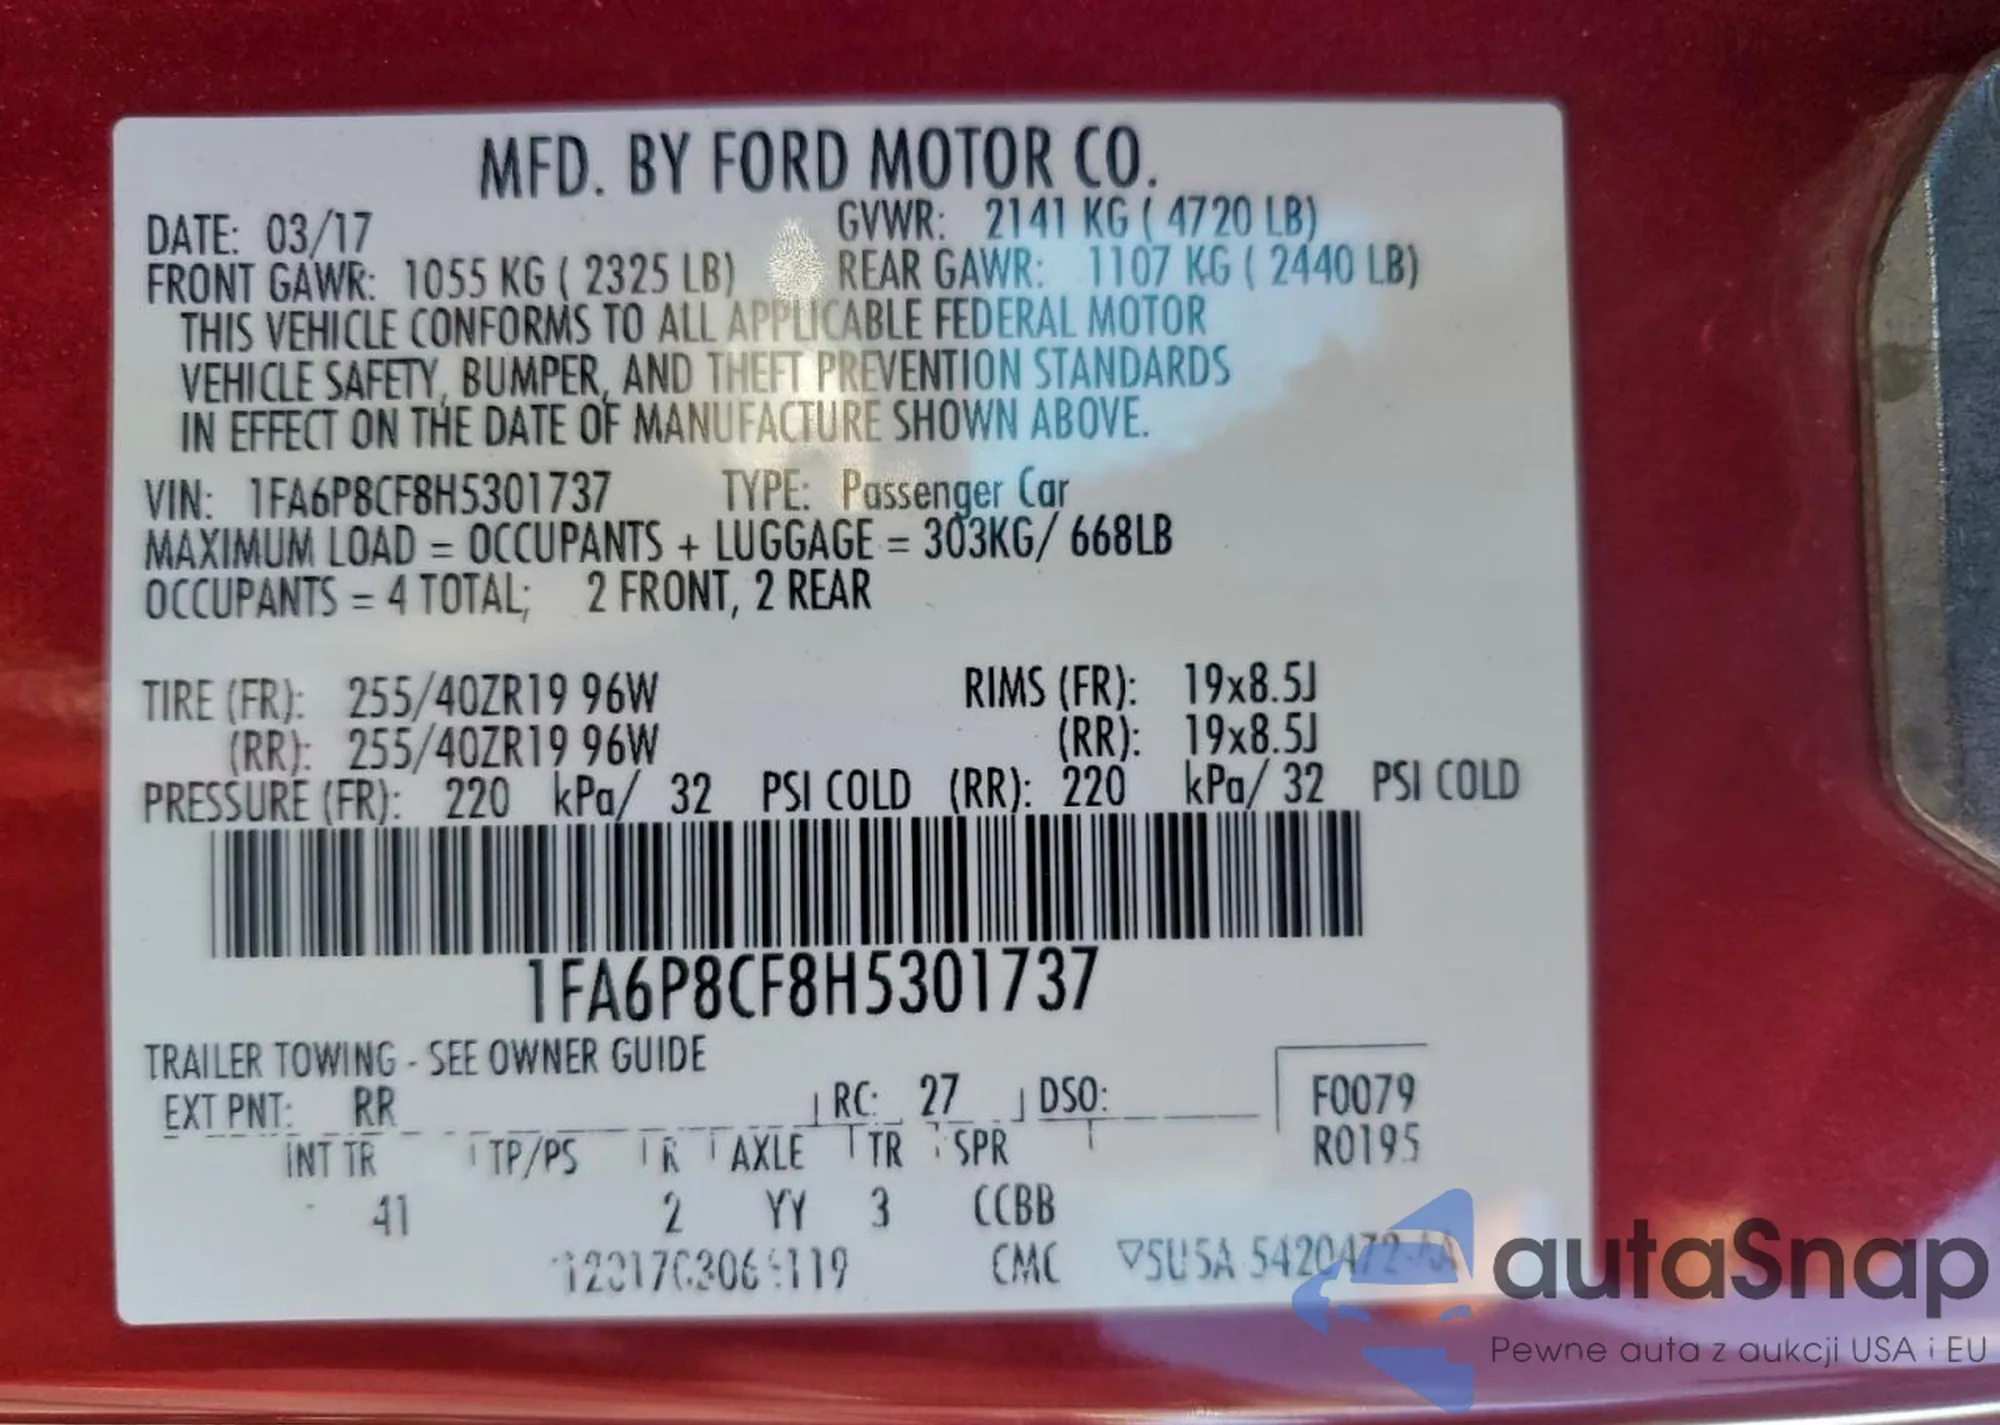 MFD. BY FORD MOTOR CO.
DATE: 03/17 GVWR: 2141 KG ( 4720 LB)
FRONT GAWR: 1055 KG ( 2325 LB) REAR GAWR: 1107 KG ( 2440 LB)
THIS VEHICLE CONFORMS TO ALL APPLICABLE FEDERAL MOTOR
VEHICLE SAFETY, BUMPER, AND THEFT PREVENTION STANDARDS
IN EFFECT ON THE DATE OF MANUFACTURE SHOWN ABOVE.
VIN: 1FA6P8CF8H5301737 TYPE: Passenger Car
MAXIMUM LOAD = OCCUPANTS + LUGGAGE = 303KG/ 668LB
OCCUPANTS = 4 TOTAL; 2 FRONT, 2 REAR
TIRE (FR): 255/40ZR19 96W RIMS (FR): 19x8.5J
(RR): 255/40ZR19 96W (RR): 19x8.5J
PRESSURE (FR): 220 kPa/ 32 PSI COLD (RR): 220 kPa/ 32 PSI COLD
1FA6P8CF8H5301737
TRAILER TOWING - SEE OWNER GUIDE
EXT PNT: RR RC: 27 DSO: F0079
INT TR TP/PS R AXLE TR SPR R0195
41 2 YY 3 CCBB
CMC ▽5U5A 5420472-AA
autaSnap
Pewne auta z aukcji USA i EU